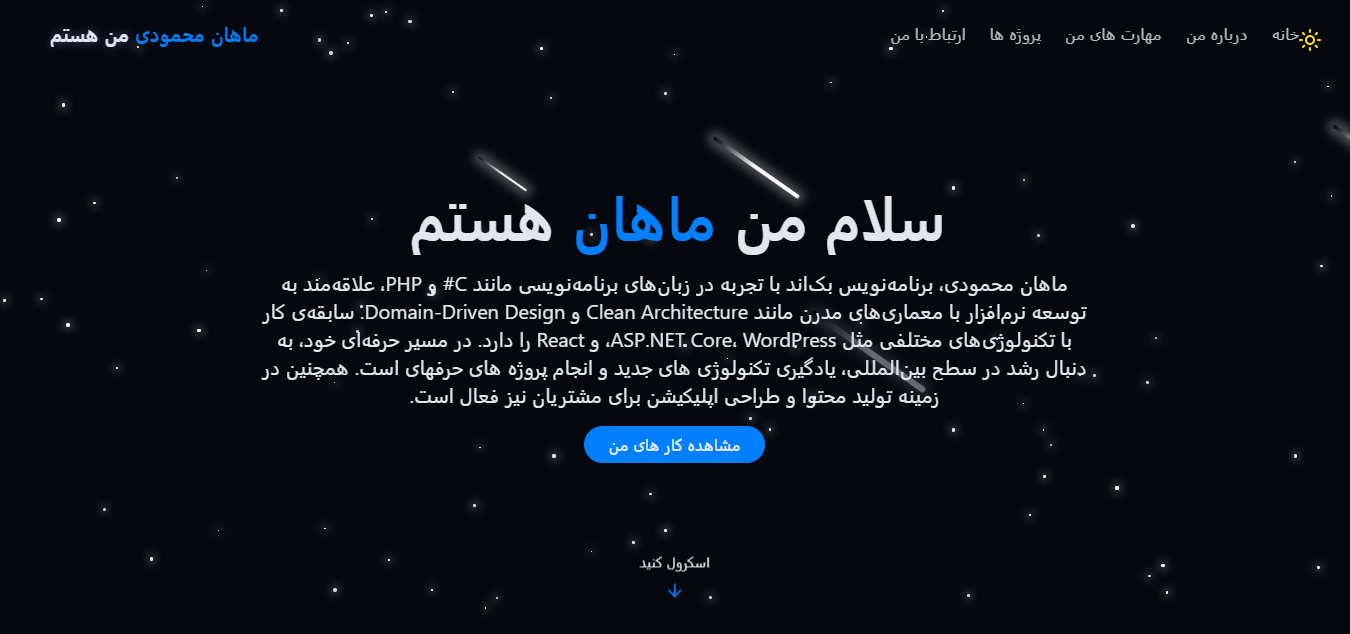 خانه
درباره من
مهارت های من
پروژه ها
ارتباط با من
ماهان محمودی من هستم
سلام من ماهان هستم
ماهان محمودی، برنامه‌نویس بک‌اند با تجربه در زبان‌های برنامه‌نویسی مانند C# و PHP، علاقه‌مند به
توسعه نرم‌افزار با معماری‌های مدرن مانند Clean Architecture و Domain-Driven Design. سابقه‌ی کار
با تکنولوژی‌های مختلفی مثل ASP.NET Core، WordPress، و React را دارد. در مسیر حرفه‌ای خود، به
دنبال رشد در سطح بین‌المللی، یادگیری تکنولوژی های جدید و انجام پروژه های حرفهای است. همچنین در
زمینه تولید محتوا و طراحی اپلیکیشن برای مشتریان نیز فعال است.
مشاهده کار های من
اسکرول کنید